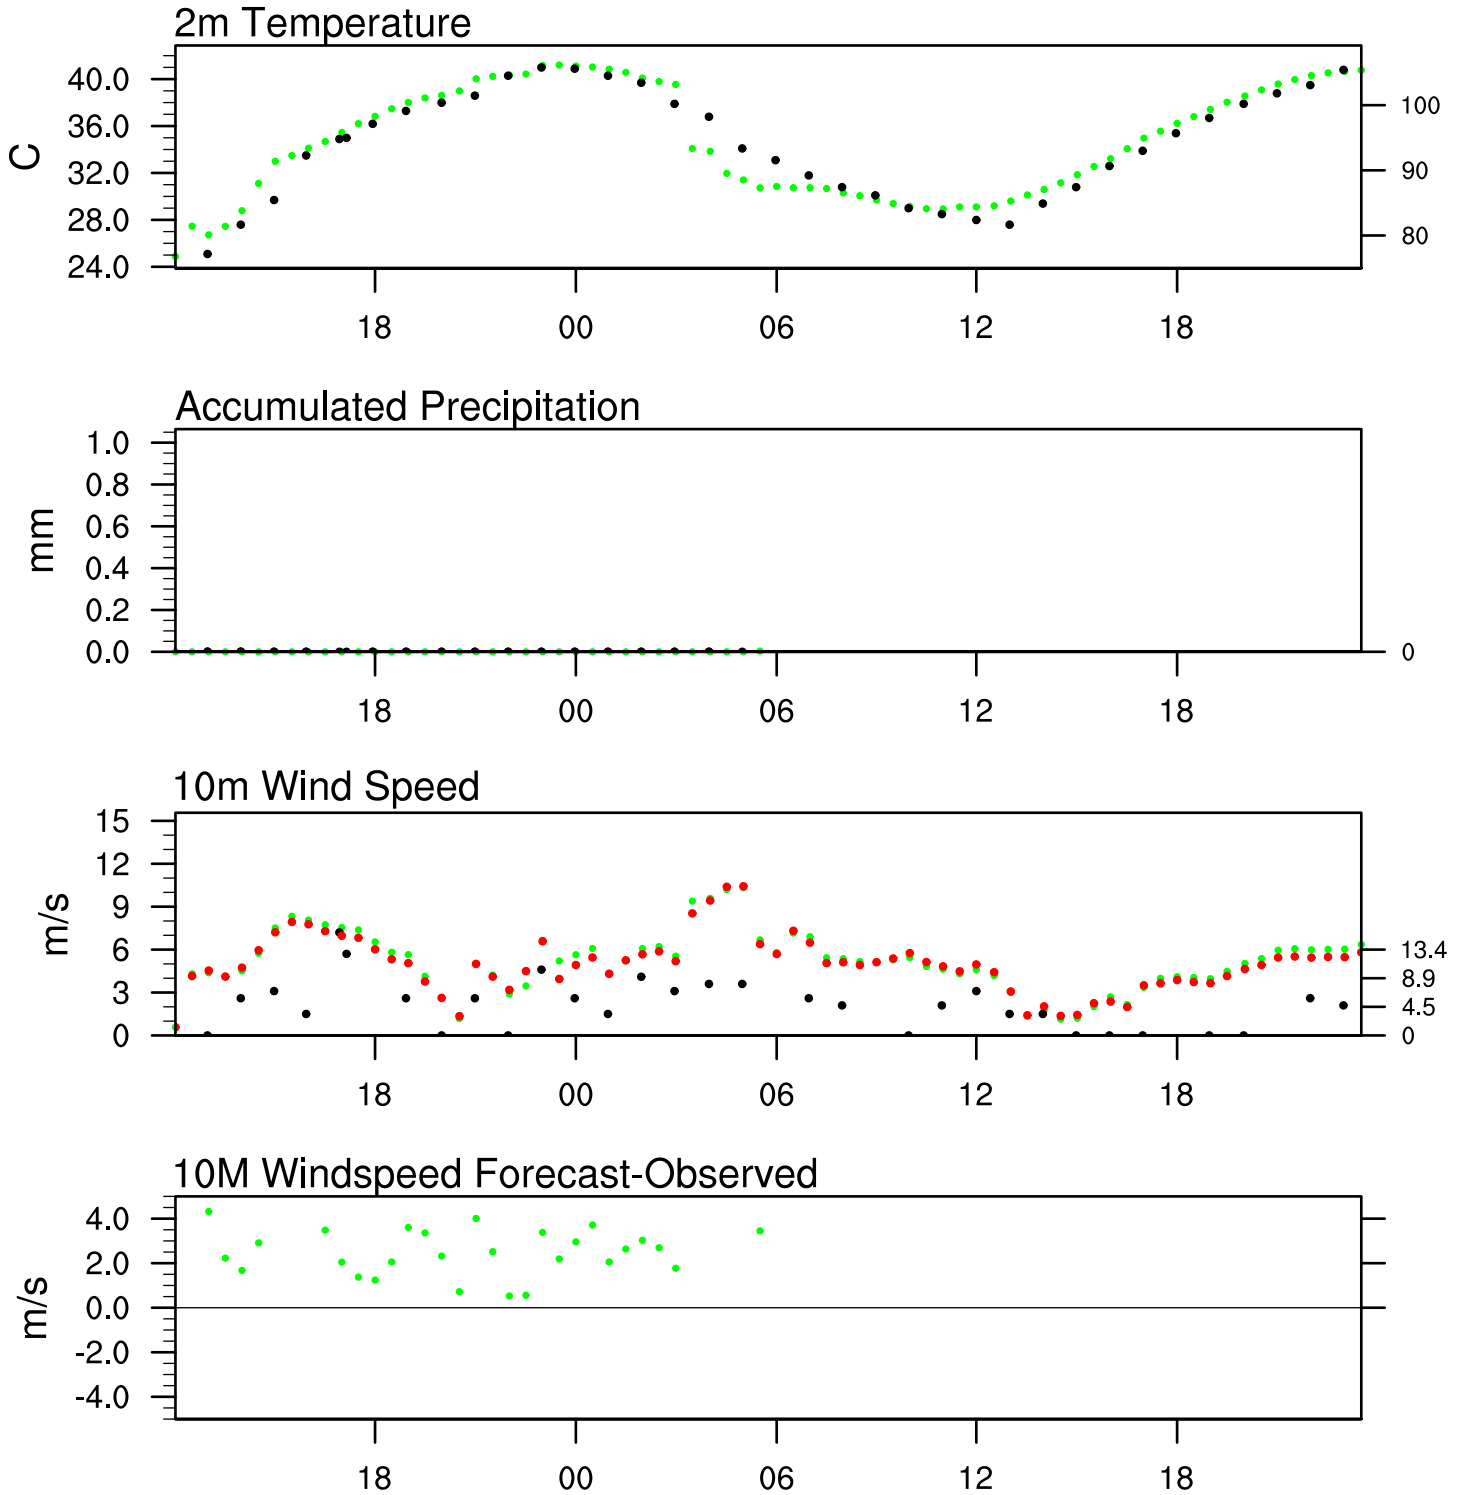 2m Temperature
40.0
36.0
32.0
28.0
24.0
C
100
90
80
18 00 06 12 18
Accumulated Precipitation
1.0
0.8
0.6
0.4
0.2
0.0
mm
0
18 00 06 12 18
10m Wind Speed
15
12
9
6
3
0
m/s
13.4
8.9
4.5
0
18 00 06 12 18
10M Windspeed Forecast-Observed
4.0
2.0
0.0
-2.0
-4.0
m/s
18 00 06 12 18